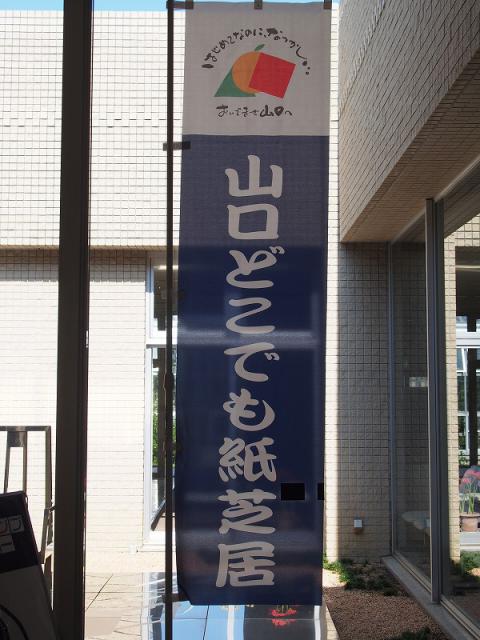 はじめてなのに、なつかしい。
おいでませ山口へ
山口どこでも紙芝居